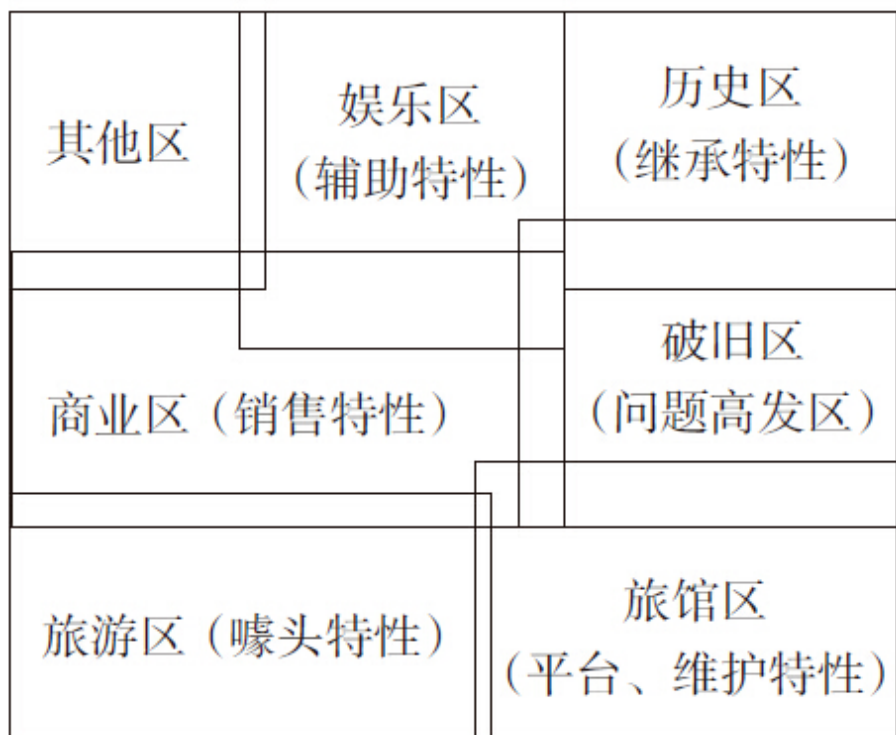 其他区
娱乐区
（辅助特性）
历史区
（继承特性）
商业区（销售特性）
破旧区
（问题高发区）
旅游区（噱头特性）
旅馆区
（平台、维护特性）